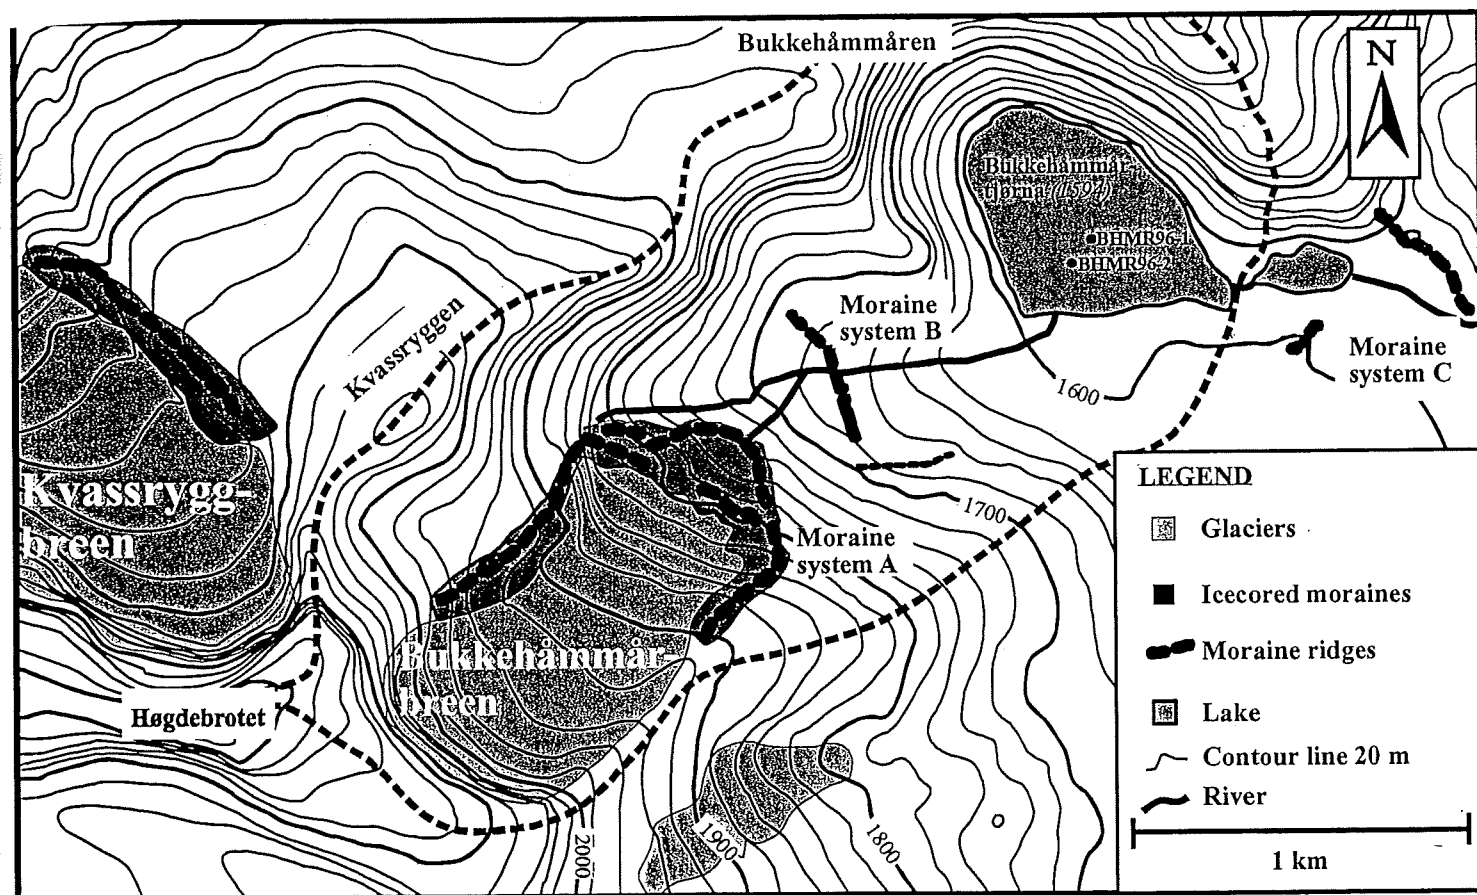 Bukkehåmmåren
N
Bukkehåmmår-
tjørna (1594)
BHMR96-1
BHMR96-2
Moraine
system B
Kvassryggen
Moraine
system C
1600
Kvassrygg-
breen
LEGEND
1700
Glaciers
Moraine
system A
Icecored moraines
Moraine ridges
Bukkehåmmår-
breen
Høgdebrotet
Lake
Contour line 20 m
River
2000
1900
1800
1 km